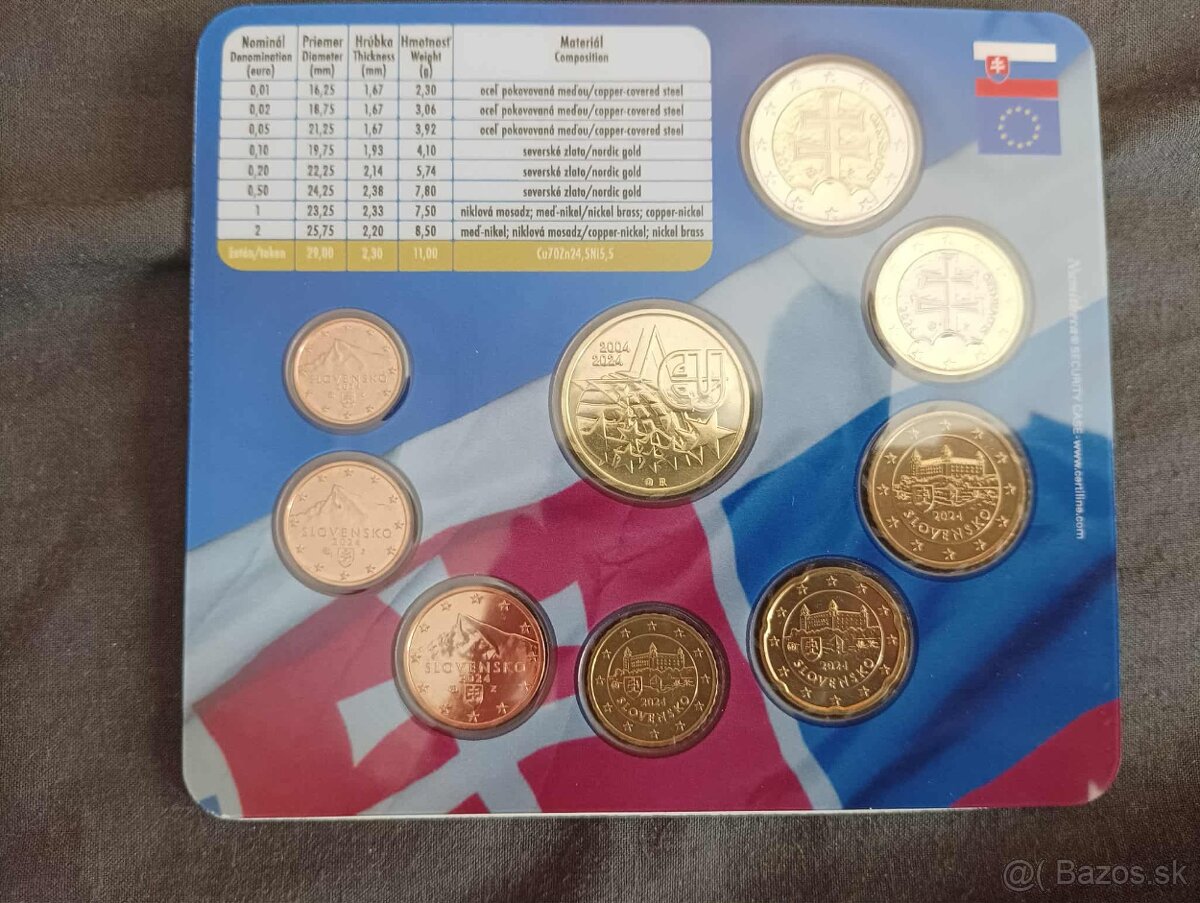 Nominál Priemer Hrúbka Hmotnosť Materiál
Denomination Diameter Thickness Weight Composition
(euro) (mm) (mm) (g)
0,01 16,25 1,67 2,30 oceľ pokovovaná meďou/copper-covered steel
0,02 18,75 1,67 3,06 oceľ pokovovaná meďou/copper-covered steel
0,05 21,25 1,67 3,92 oceľ pokovovaná meďou/copper-covered steel
0,10 19,75 1,93 4,10 severské zlato/nordic gold
0,20 22,25 2,14 5,74 severské zlato/nordic gold
0,50 24,25 2,38 7,80 severské zlato/nordic gold
1 23,25 2,33 7,50 niklová mosadz; meď-nikel/nickel brass; copper-nickel
2 25,75 2,20 8,50 meď-nikel; niklová mosadz/copper-nickel; nickel brass
žetón/token 29,00 2,30 11,00 Cu70Zn24,5Ni5,5
SLOVENSKO
2024
SECURITY CASE • www.cartilina.com
2004
2024
EU
SLOVENSKO
2024
SLOVENSKO
2024
2024
SLOVENSKO
2024
SLOVENSKO
2024
SLOVENSKO
@( Bazos.sk